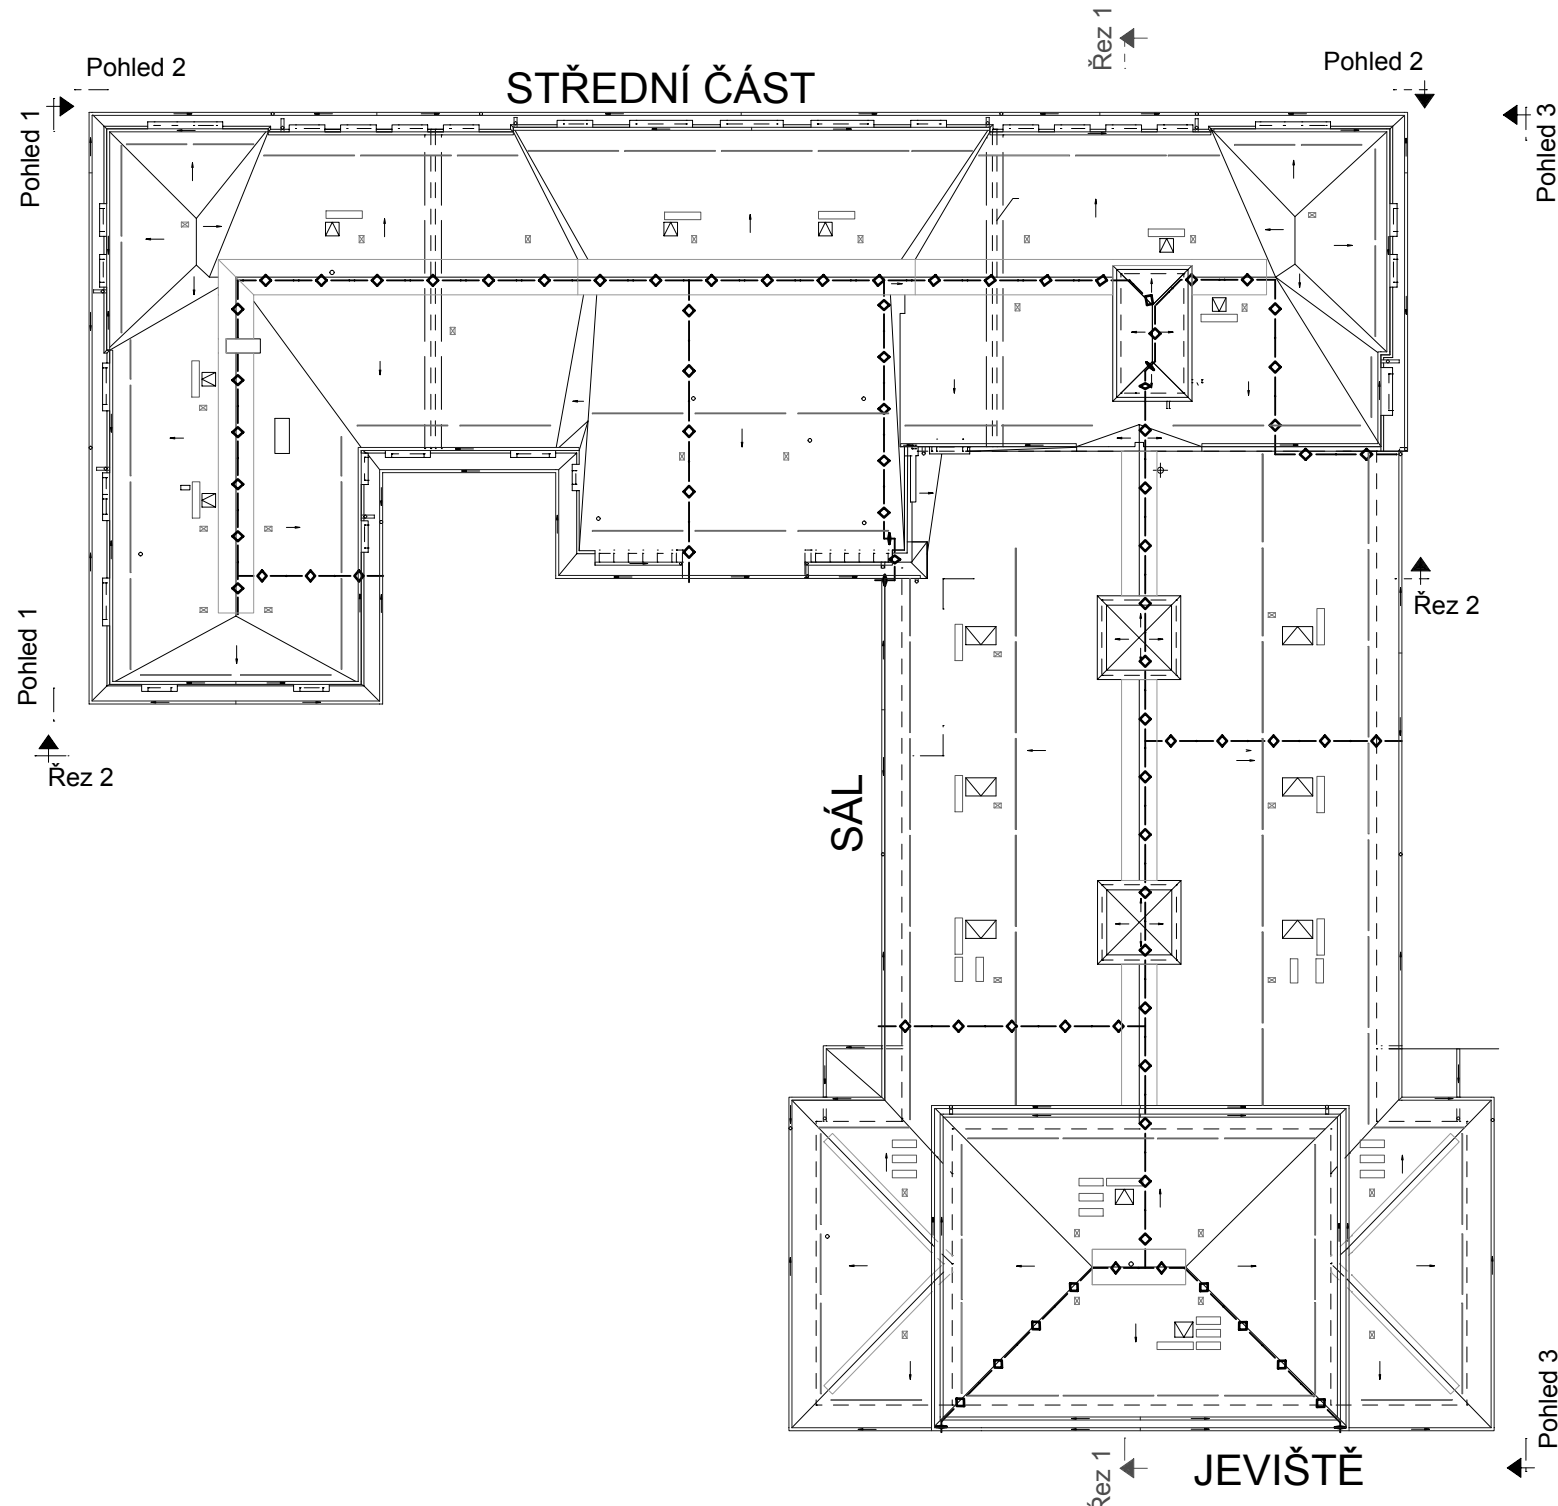 Řez 1
Pohled 2
Pohled 2
STŘEDNÍ ČÁST
Pohled 1
Pohled 3
Řez 2
Pohled 1
Řez 2
SÁL
Pohled 3
Řez 1
JEVIŠTĚ